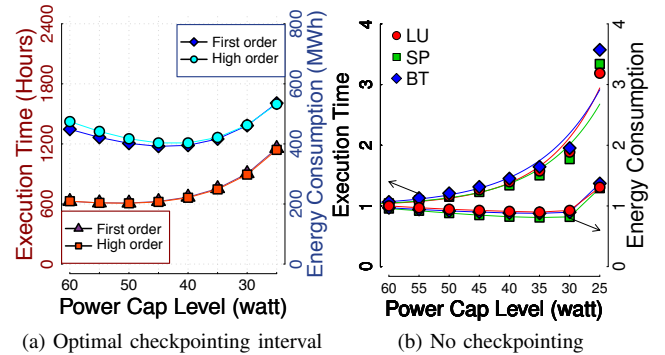 Execution Time (Hours)
0 600 1200 1800 2400
First order
High order
First order
High order
0 200 400 600 800
Energy Consumption (MWh)
60 50 40 30
Power Cap Level (watt)
(a) Optimal checkpointing interval
Execution Time
0 1 2 3 4
LU
SP
BT
0 1 2 3 4
Energy Consumption
60 55 50 45 40 35 30 25
Power Cap Level (watt)
(b) No checkpointing